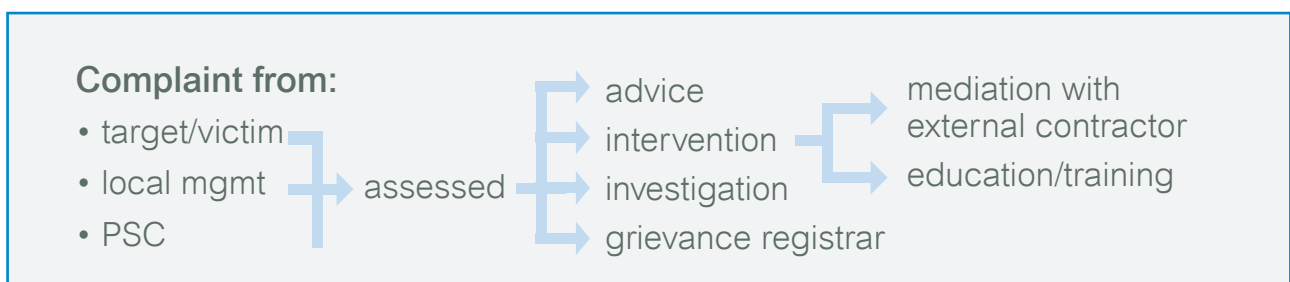 Complaint from:
• target/victim
• local mgmt
• PSC
assessed
advice
intervention
investigation
grievance registrar
mediation with
external contractor
education/training